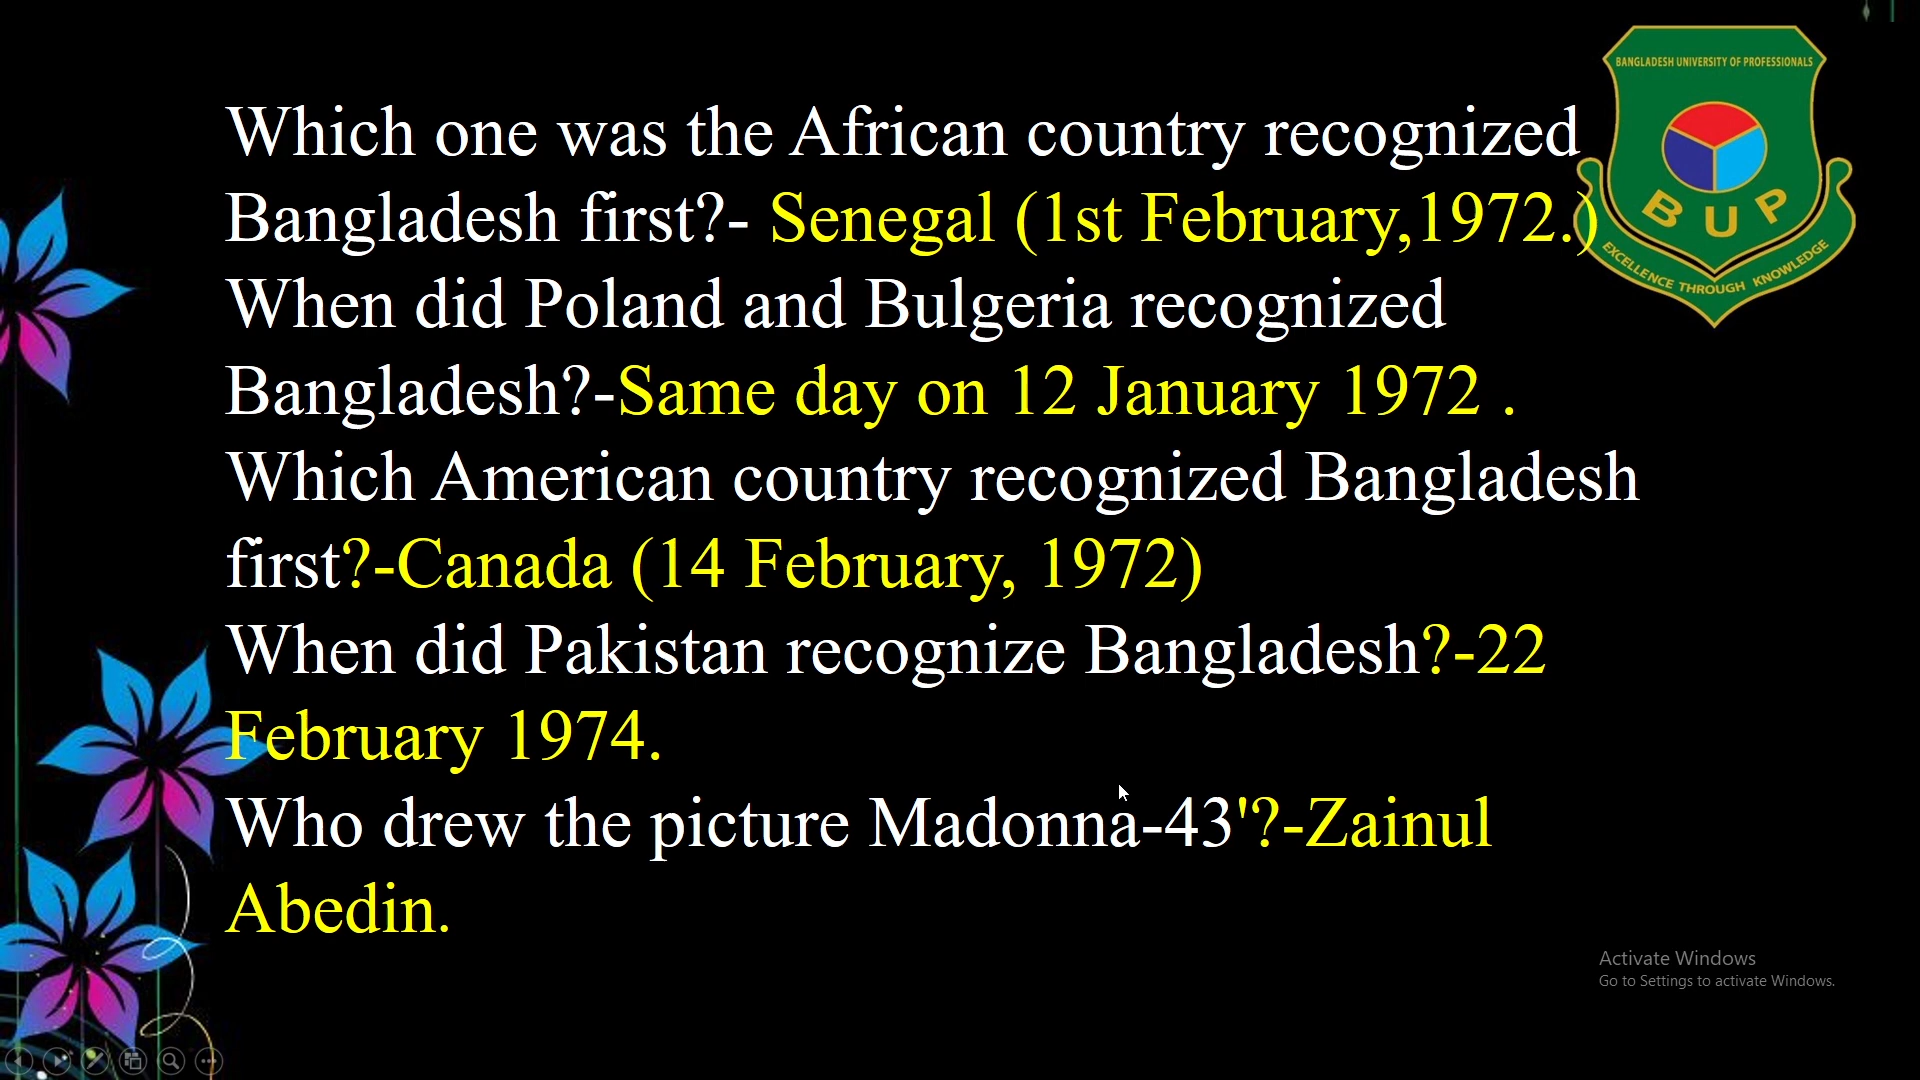 BANGLADESH UNIVERSITY OF PROFESSIONALS
BUP
EXCELLENCE THROUGH KNOWLEDGE
Which one was the African country recognized
Bangladesh first?- Senegal (1st February,1972.)
When did Poland and Bulgeria recognized
Bangladesh?-Same day on 12 January 1972 .
Which American country recognized Bangladesh
first?-Canada (14 February, 1972)
When did Pakistan recognize Bangladesh?-22
February 1974.
Who drew the picture Madonna-43'?-Zainul
Abedin.
Activate Windows
Go to Settings to activate Windows.